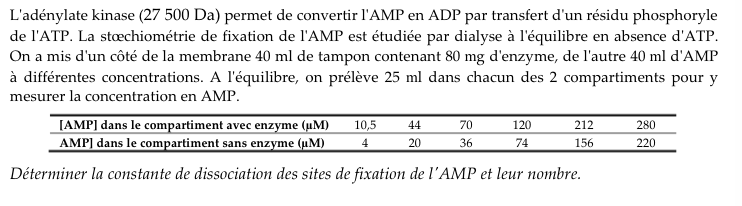 L'adénylate kinase (27 500 Da) permet de convertir l'AMP en ADP par transfert d'un résidu phosphoryle
de l'ATP. La stœchiométrie de fixation de l'AMP est étudiée par dialyse à l'équilibre en absence d'ATP.
On a mis d'un côté de la membrane 40 ml de tampon contenant 80 mg d'enzyme, de l'autre 40 ml d'AMP
à différentes concentrations. A l'équilibre, on prélève 25 ml dans chacun des 2 compartiments pour y
mesurer la concentration en AMP.
[AMP] dans le compartiment avec enzyme (µM) 10,5 44 70 120 212 280
AMP] dans le compartiment sans enzyme (µM) 4 20 36 74 156 220
Déterminer la constante de dissociation des sites de fixation de l'AMP et leur nombre.